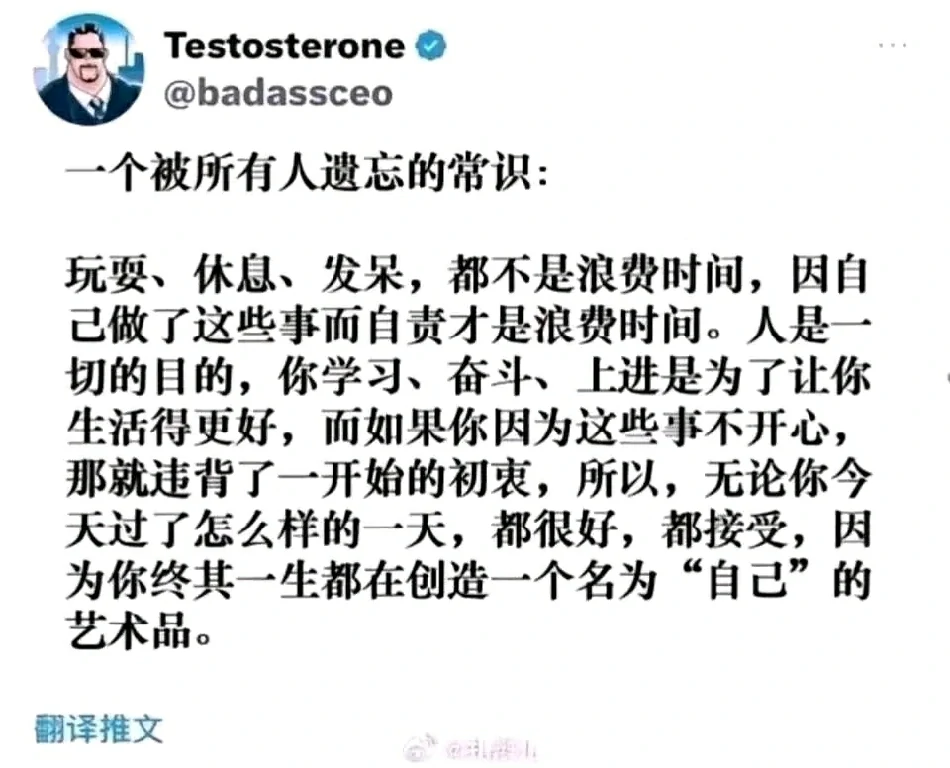 Testosterone
@badassceo
一个被所有人遗忘的常识：
玩耍、休息、发呆，都不是浪费时间，因自
己做了这些事而自责才是浪费时间。人是一
切的目的，你学习、奋斗、上进是为了让你
生活得更好，而如果你因为这些事不开心，
那就违背了一开始的初衷，所以，无论你今
天过了怎么样的一天，都很好，都接受，因
为你终其一生都在创造一个名为“自己”的
艺术品。
翻译推文